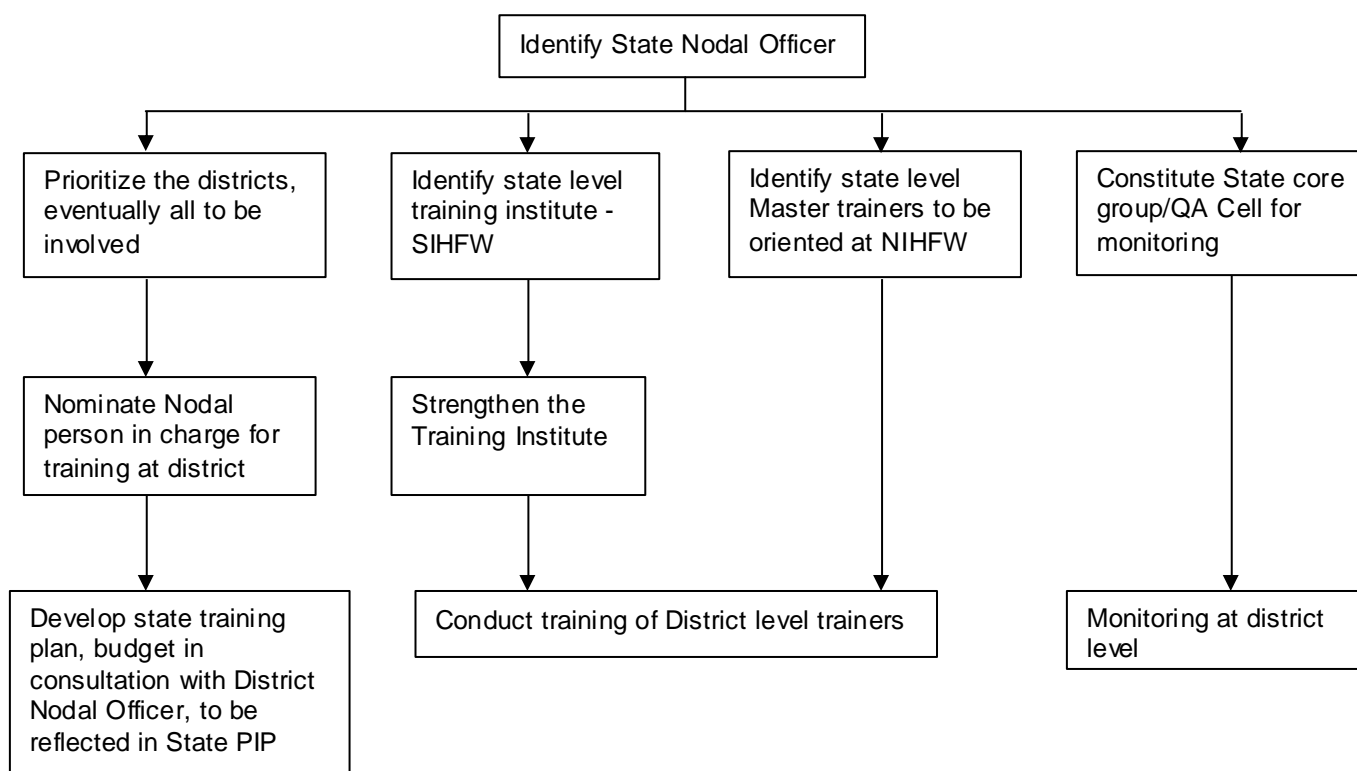 Identify State Nodal Officer
Prioritize the districts,
eventually all to be
involved
Identify state level
training institute -
SIHFW
Identify state level
Master trainers to be
oriented at NIHFW
Constitute State core
group/QA Cell for
monitoring
Nominate Nodal
person in charge for
training at district
Strengthen the
Training Institute
Develop state training
plan, budget in
consultation with District
Nodal Officer, to be
reflected in State PIP
Conduct training of District level trainers
Monitoring at district
level